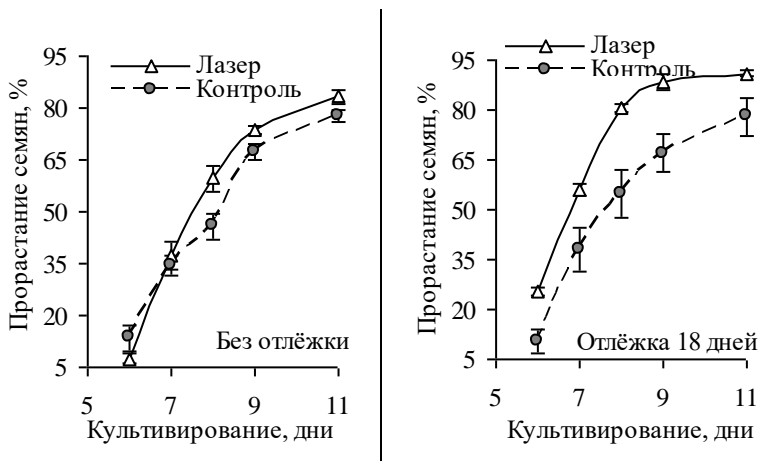 95
80
65
50
35
20
5
Прорастание семян, %
Лазер
Контроль
Без отлёжки
5 7 9 11
Культивирование, дни
95
80
65
50
35
20
5
Прорастание семян, %
Лазер
Контроль
Отлёжка 18 дней
5 7 9 11
Культивирование, дни